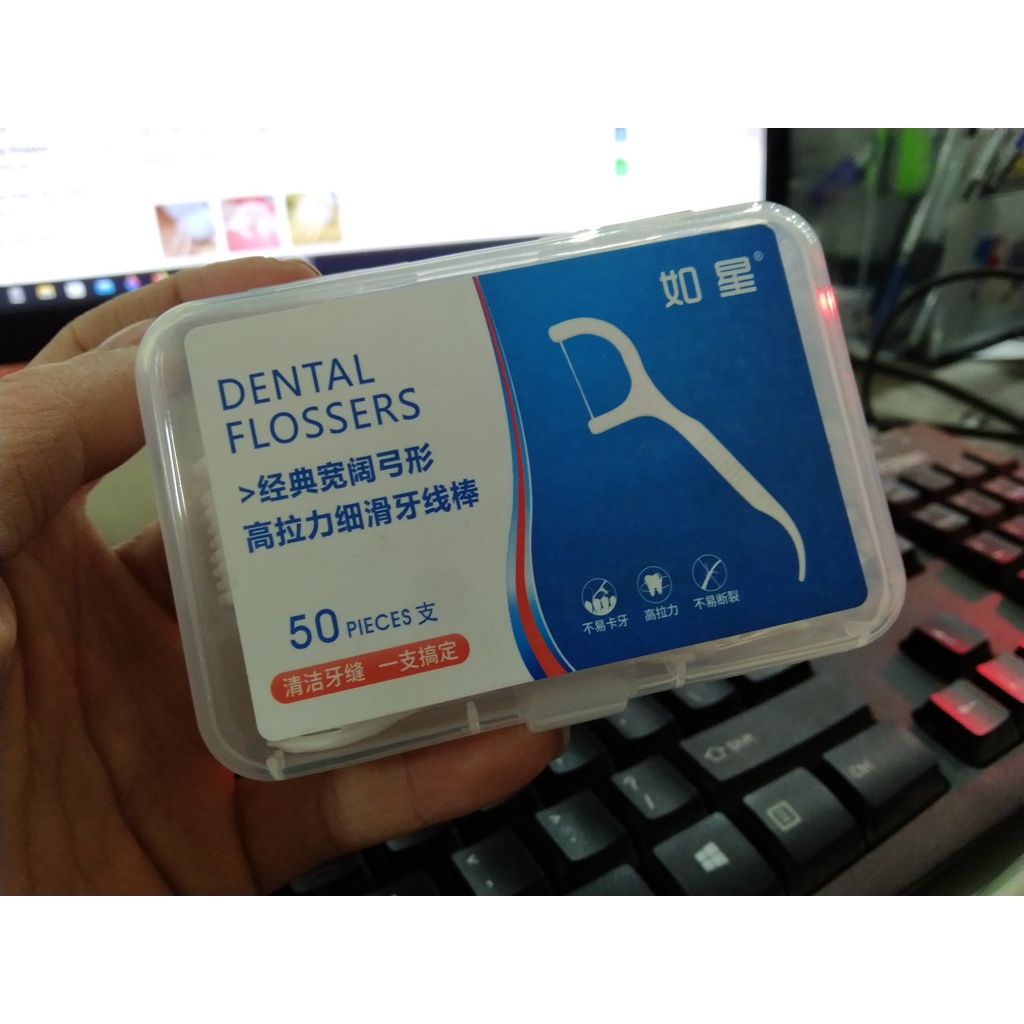 如星®
DENTAL
FLOSSERS
>经典宽阔弓形
高拉力细滑牙线棒
50 PIECES 支
清洁牙缝 一支搞定
不易卡牙
高拉力
不易断裂
Shift
Ctrl
?
/
>
.
<